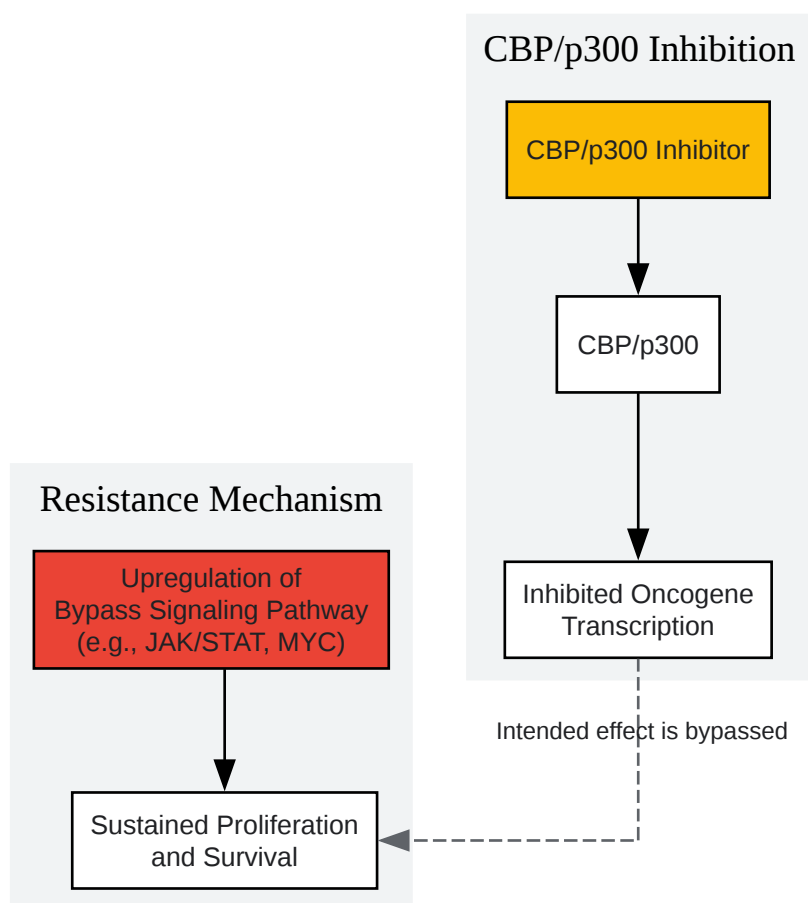 CBP/p300 Inhibition
CBP/p300 Inhibitor
CBP/p300
Inhibited Oncogene
Transcription
Intended effect is bypassed
Resistance Mechanism
Upregulation of
Bypass Signaling Pathway
(e.g., JAK/STAT, MYC)
Sustained Proliferation
and Survival